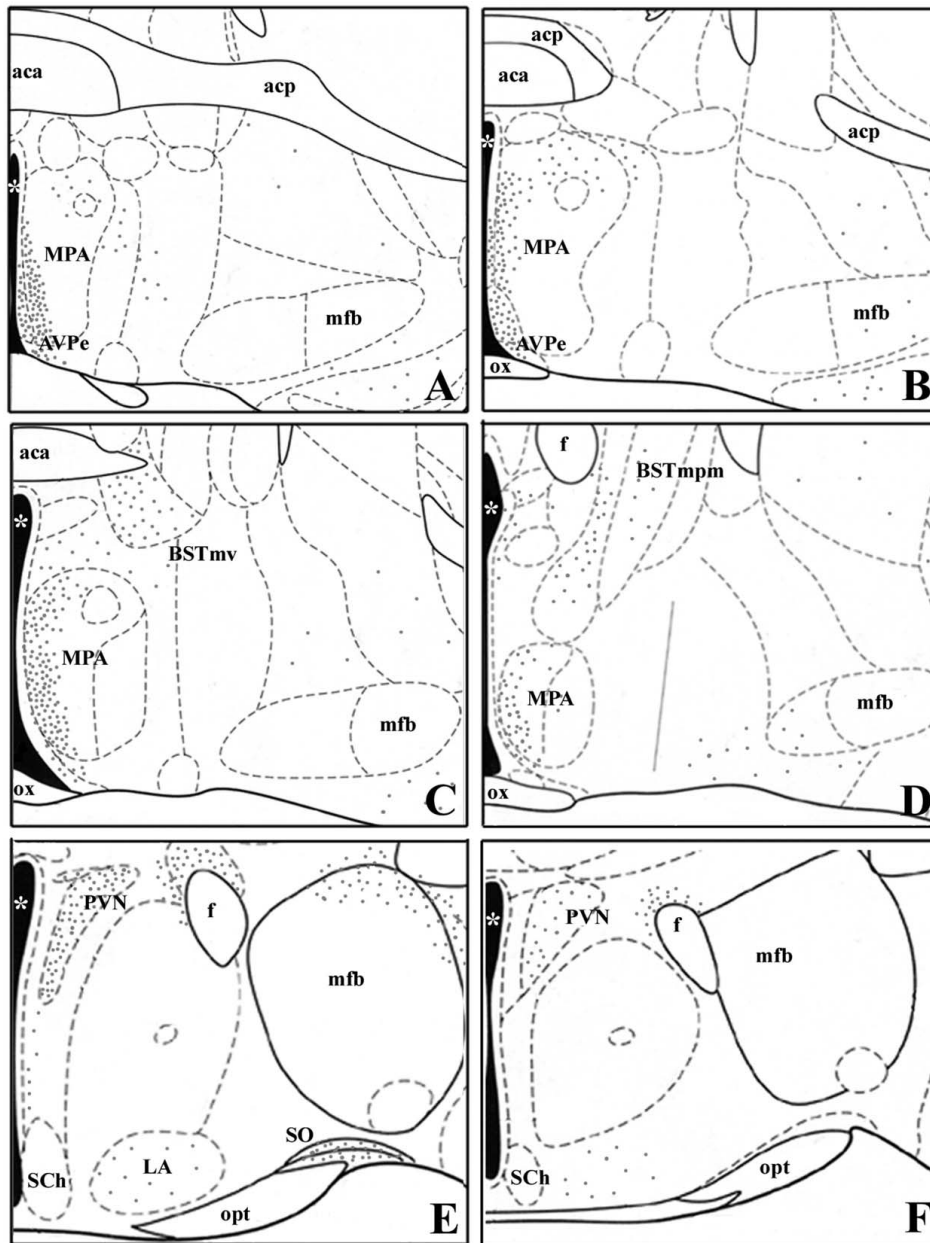 acp
aca
acp
aca
acp
*
*
MPA
MPA
mfb
mfb
AVPe
AVPe
ox
A
B
aca
f
BSTmpm
*
*
BSTmv
MPA
MPA
mfb
mfb
ox
ox
C
D
PVN
PVN
*
*
f
f
mfb
mfb
SO
SCh
LA
SCh
opt
opt
E
F